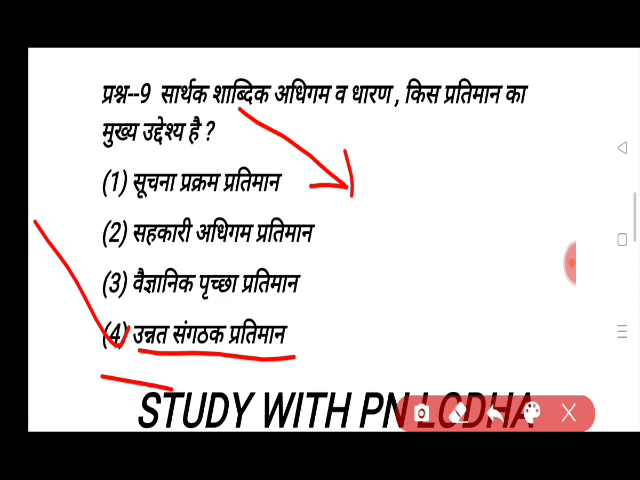 प्रश्न--9 सार्थक शाब्दिक अधिगम व धारण , किस प्रतिमान का
मुख्य उद्देश्य है ?
(1) सूचना प्रक्रम प्रतिमान
(2) सहकारी अधिगम प्रतिमान
(3) वैज्ञानिक पृच्छा प्रतिमान
(4) उन्नत संगठक प्रतिमान
STUDY WITH PN LODHA